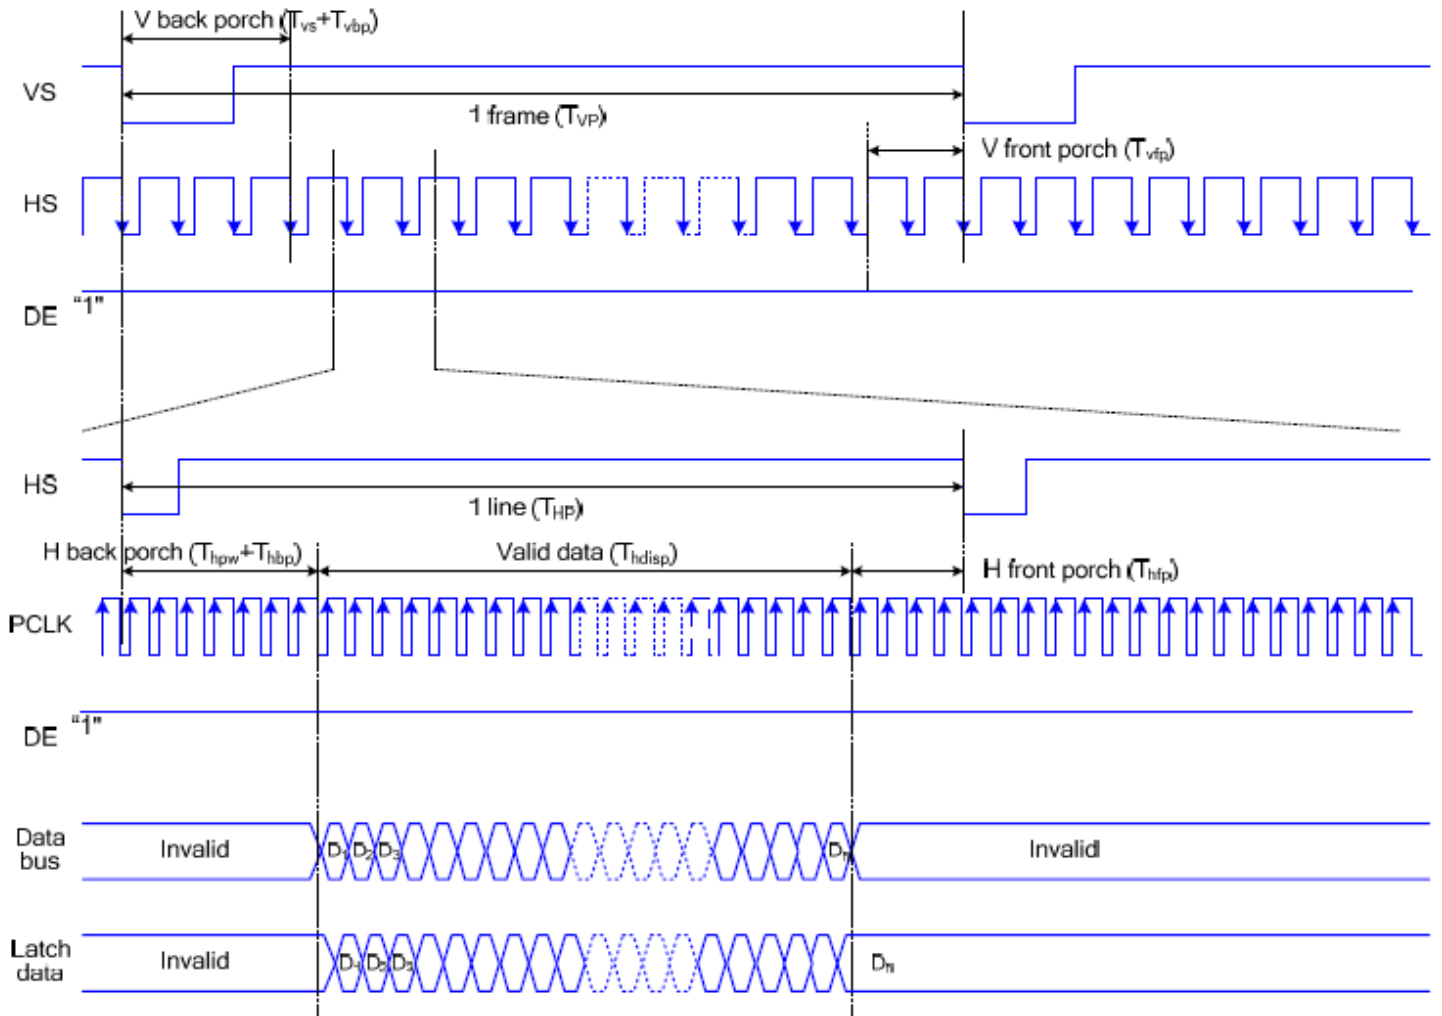 V back porch (Tvs+Tvbp)
VS
1 frame (TVP)
V front porch (Tvfp)
HS
DE "1"
HS
1 line (THP)
H back porch (Thpw+Thbp)
Valid data (Thdisp)
H front porch (Thfp)
PCLK
DE "1"
Data bus
Invalid
D1 D2 D3
Dn
Invalid
Latch data
Invalid
D1 D2 D3
Dn